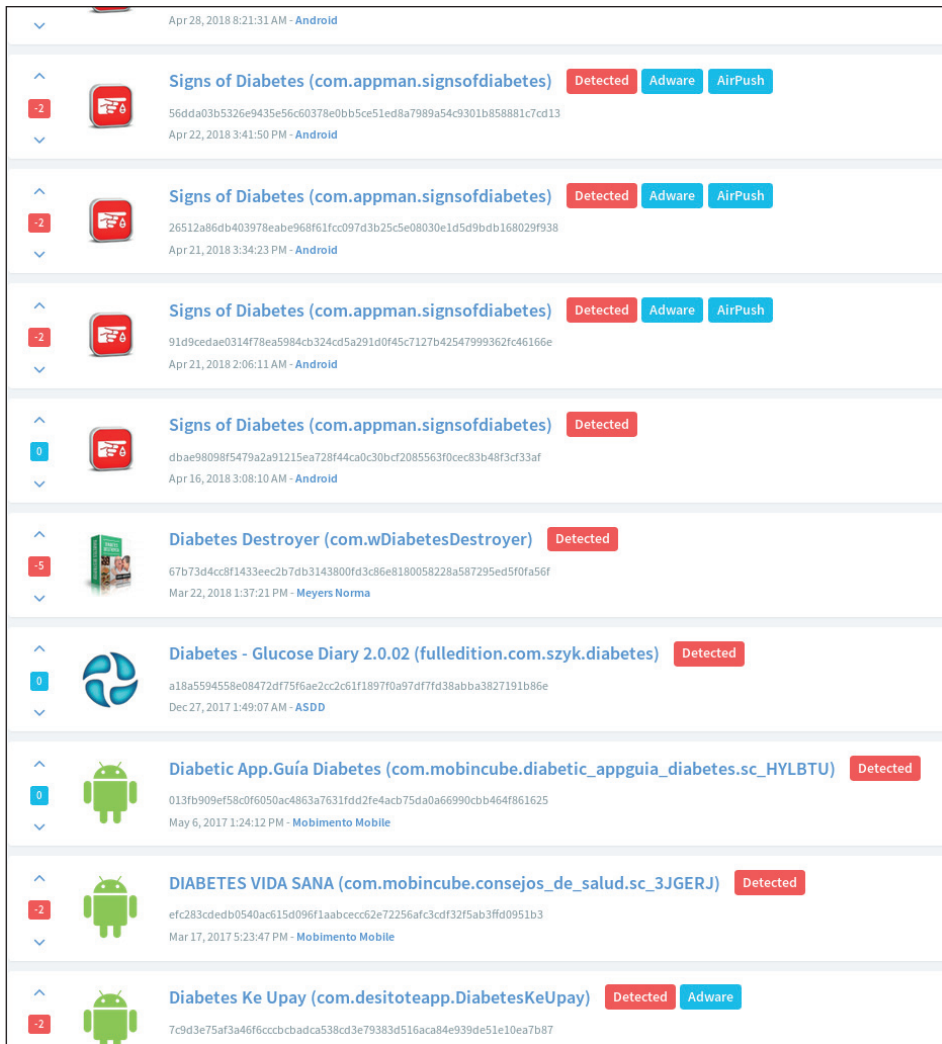 Apr 28, 2018 8:21:31 AM - Android
Signs of Diabetes (com.appman.signsofdiabetes) Detected Adware AirPush
-2
56dda03b5326e9435e56c60378e0bb5ce51ed8a7989a54c9301b858881c7cd13
Apr 22, 2018 3:41:50 PM - Android
Signs of Diabetes (com.appman.signsofdiabetes) Detected Adware AirPush
-2
26512a86db403978eabe968f61fcc097d3b25c5e08030e1d5d9bdb168029f938
Apr 21, 2018 3:34:23 PM - Android
Signs of Diabetes (com.appman.signsofdiabetes) Detected Adware AirPush
-2
91d9cedae0314f78ea5984cb324cd5a291d0f45c7127b42547999362fc46166e
Apr 21, 2018 2:06:11 AM - Android
Signs of Diabetes (com.appman.signsofdiabetes) Detected
0
dbae98098f5479a2a91215ea728f44ca0c30bcf2085563f0cec83b48f3cf33af
Apr 16, 2018 3:08:10 AM - Android
Diabetes Destroyer (com.wDiabetesDestroyer) Detected
-5
67b73d4cc8f1433eec2b7db3143800fd3c86e8180058228a587295ed5f0fa56f
Mar 22, 2018 1:37:21 PM - Meyers Norma
Diabetes - Glucose Diary 2.0.02 (fulledition.com.szyk.diabetes) Detected
0
a18a5594558e08472df75f6ae2cc2c61f1897f0a97df7fd38abba3827191b86e
Dec 27, 2017 1:49:07 AM - ASDD
Diabetic App.Guía Diabetes (com.mobincube.diabetic_appguia_diabetes.sc_HYLBTU) Detected
0
013fb909ef58c0f6050ac4863a7631fdd2fe4acb75da0a66990cbb464f861625
May 6, 2017 1:24:12 PM - Mobimento Mobile
DIABETES VIDA SANA (com.mobincube.consejos_de_salud.sc_3JGERJ) Detected
-2
efc283cdedb0540ac615d096f1aabcecc62e72256afc3cdf32f5ab3ffd0951b3
Mar 17, 2017 5:23:47 PM - Mobimento Mobile
Diabetes Ke Upay (com.desitoteapp.DiabetesKeUpay) Detected Adware
-2
7c9d3e75af3a46f6cccbcbadca538cd3e79383d516aca84e939de51e10ea7b87